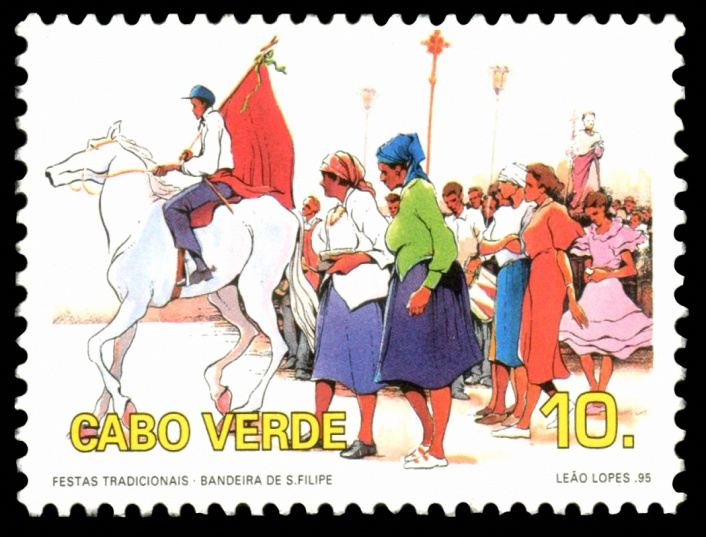 CABO VERDE 10.
FESTAS TRADICIONAIS · BANDEIRA DE S.FILIPE LEÃO LOPES .95